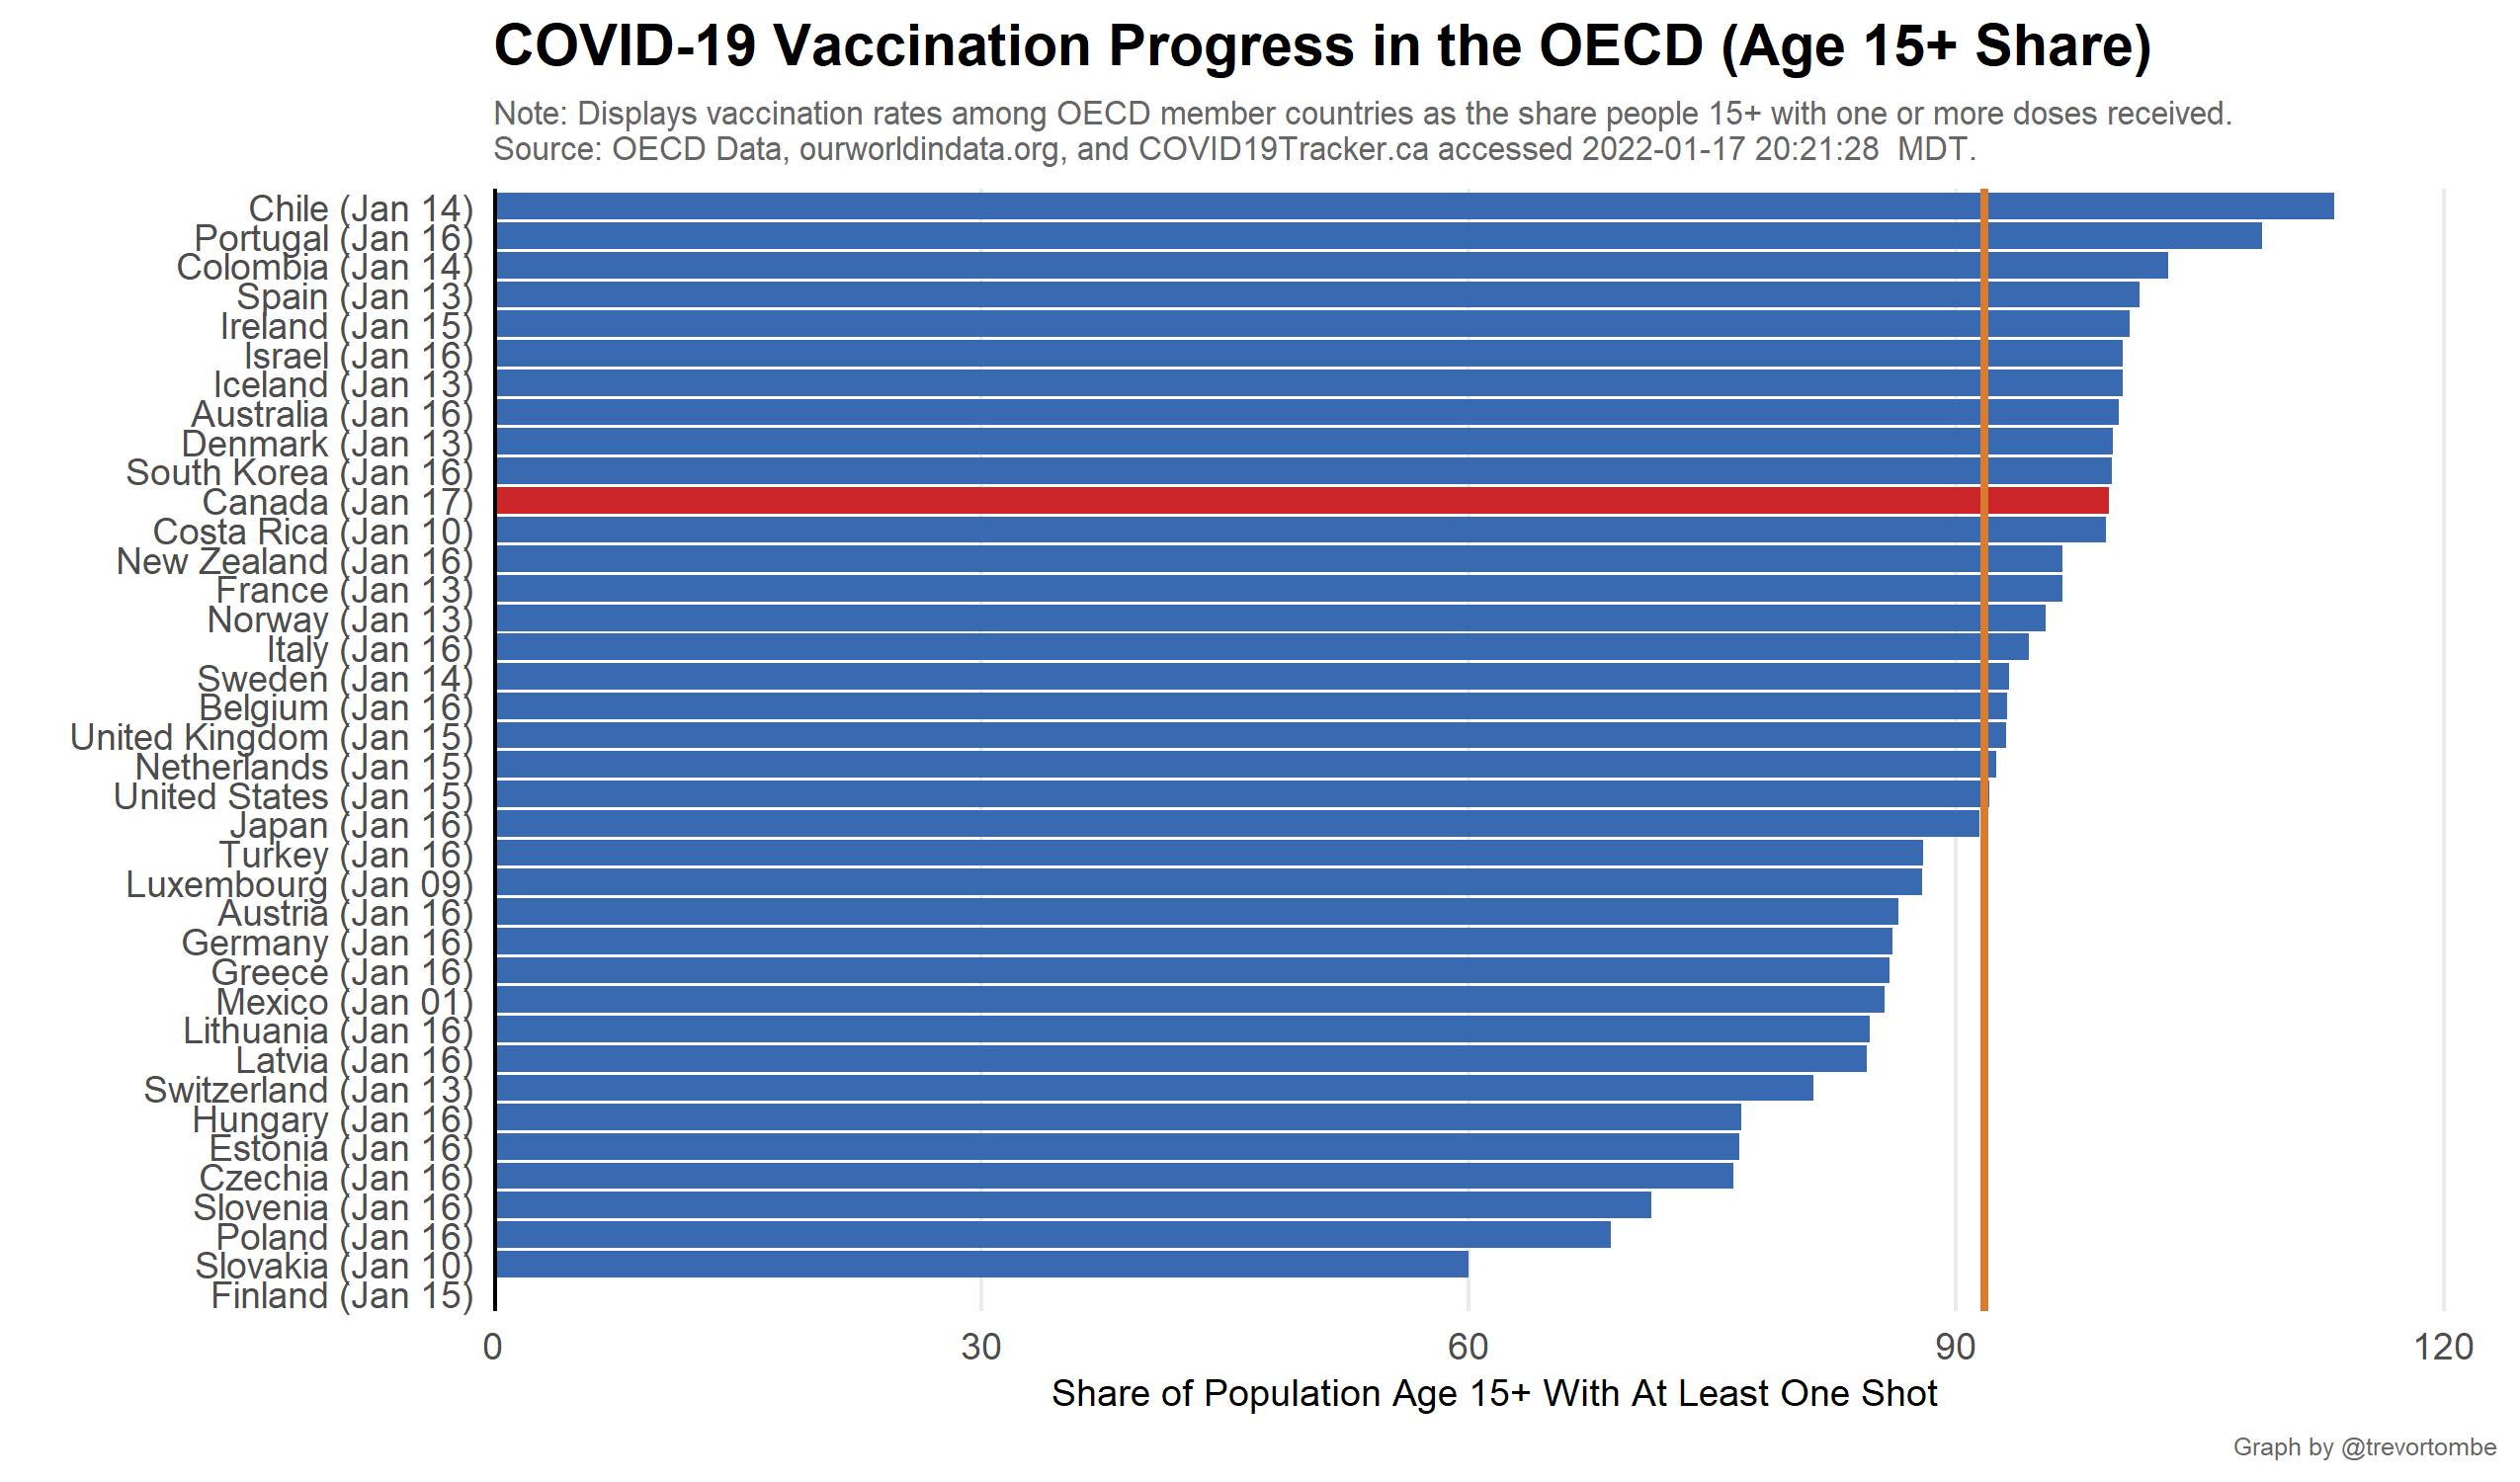 COVID-19 Vaccination Progress in the OECD (Age 15+ Share)
Note: Displays vaccination rates among OECD member countries as the share people 15+ with one or more doses received.
Source: OECD Data, ourworldindata.org, and COVID19Tracker.ca accessed 2022-01-17 20:21:28  MDT.
Chile (Jan 14)
Portugal (Jan 16)
Colombia (Jan 14)
Spain (Jan 13)
Ireland (Jan 15)
Israel (Jan 16)
Iceland (Jan 13)
Australia (Jan 16)
Denmark (Jan 13)
South Korea (Jan 16)
Canada (Jan 17)
Costa Rica (Jan 10)
New Zealand (Jan 16)
France (Jan 13)
Norway (Jan 13)
Italy (Jan 16)
Sweden (Jan 14)
Belgium (Jan 16)
United Kingdom (Jan 15)
Netherlands (Jan 15)
United States (Jan 15)
Japan (Jan 16)
Turkey (Jan 16)
Luxembourg (Jan 09)
Austria (Jan 16)
Germany (Jan 16)
Greece (Jan 16)
Mexico (Jan 01)
Lithuania (Jan 16)
Latvia (Jan 16)
Switzerland (Jan 13)
Hungary (Jan 16)
Estonia (Jan 16)
Czechia (Jan 16)
Slovenia (Jan 16)
Poland (Jan 16)
Slovakia (Jan 10)
Finland (Jan 15)
0 30 60 90 120
Share of Population Age 15+ With At Least One Shot
Graph by @trevortombe